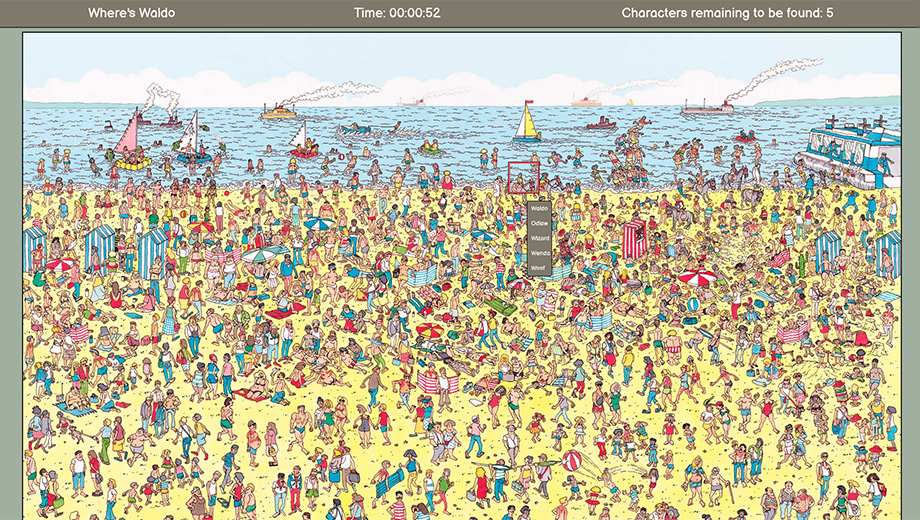 Where's Waldo
Time: 00:00:52
Characters remaining to be found: 5
Waldo
Odlaw
Wizard
Wenda
Woof